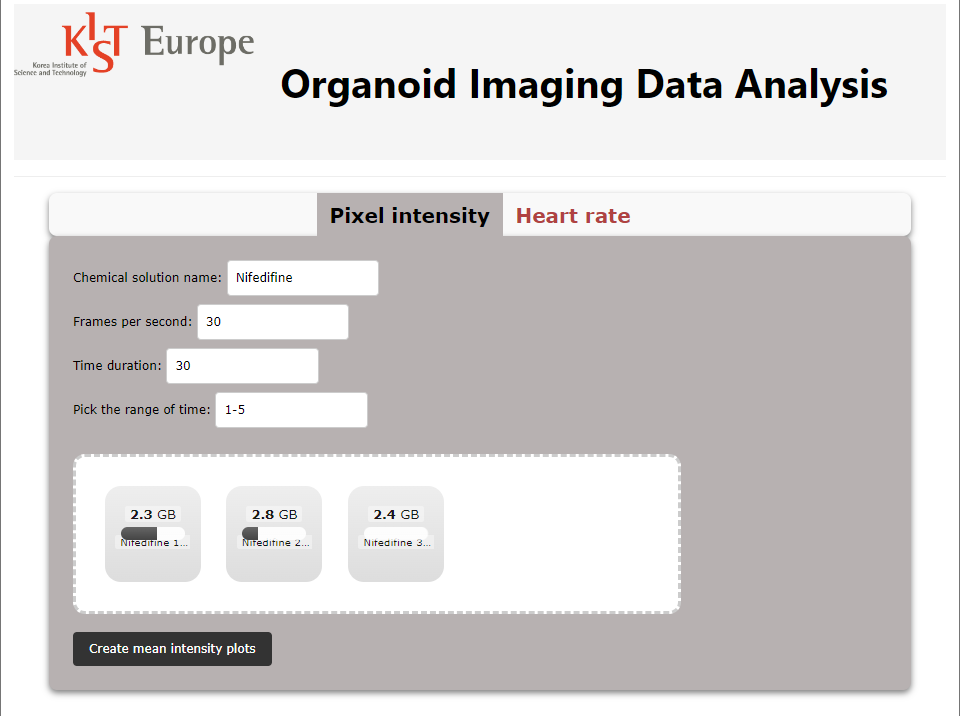 KIST Europe
Korea Institute of
Science and Technology
Organoid Imaging Data Analysis
Pixel intensity Heart rate
Chemical solution name: Nifedifine
Frames per second: 30
Time duration: 30
Pick the range of time: 1-5
2.3 GB 2.8 GB 2.4 GB
Nifedifine 1... Nifedifine 2... Nifedifine 3...
Create mean intensity plots